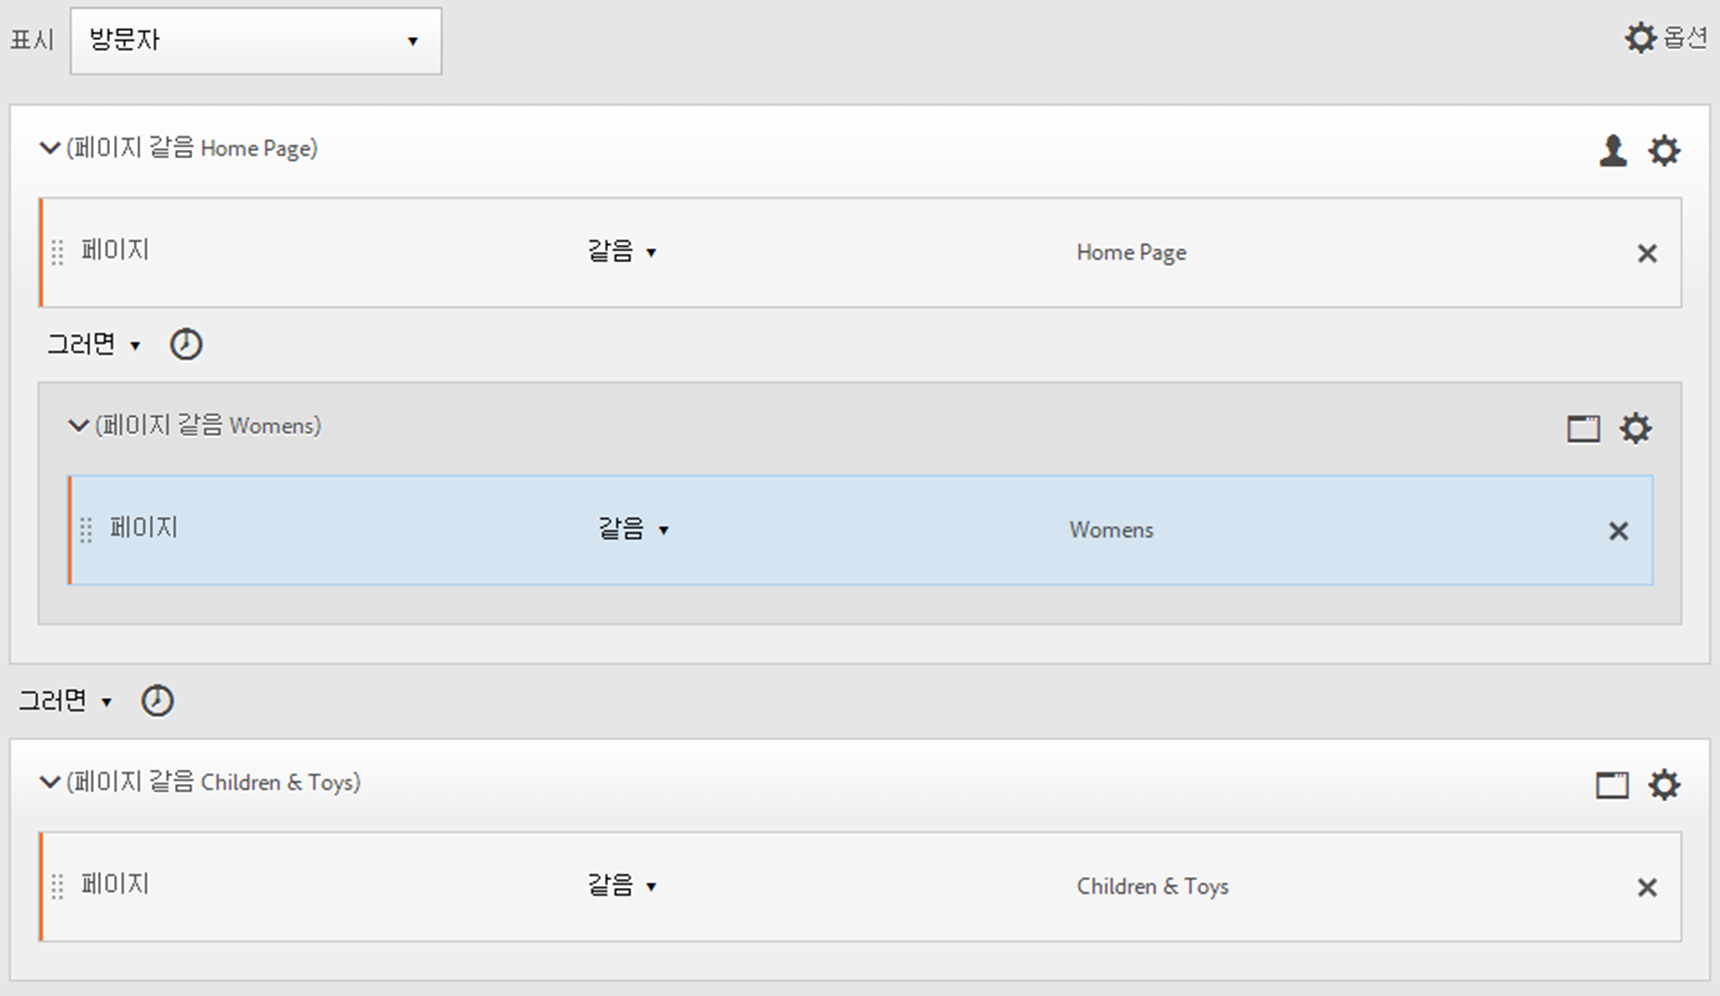 표시 방문자 옵션
(페이지 같음 Home Page)
페이지 같음 Home Page
그러면
(페이지 같음 Womens)
페이지 같음 Womens
그러면
(페이지 같음 Children & Toys)
페이지 같음 Children & Toys